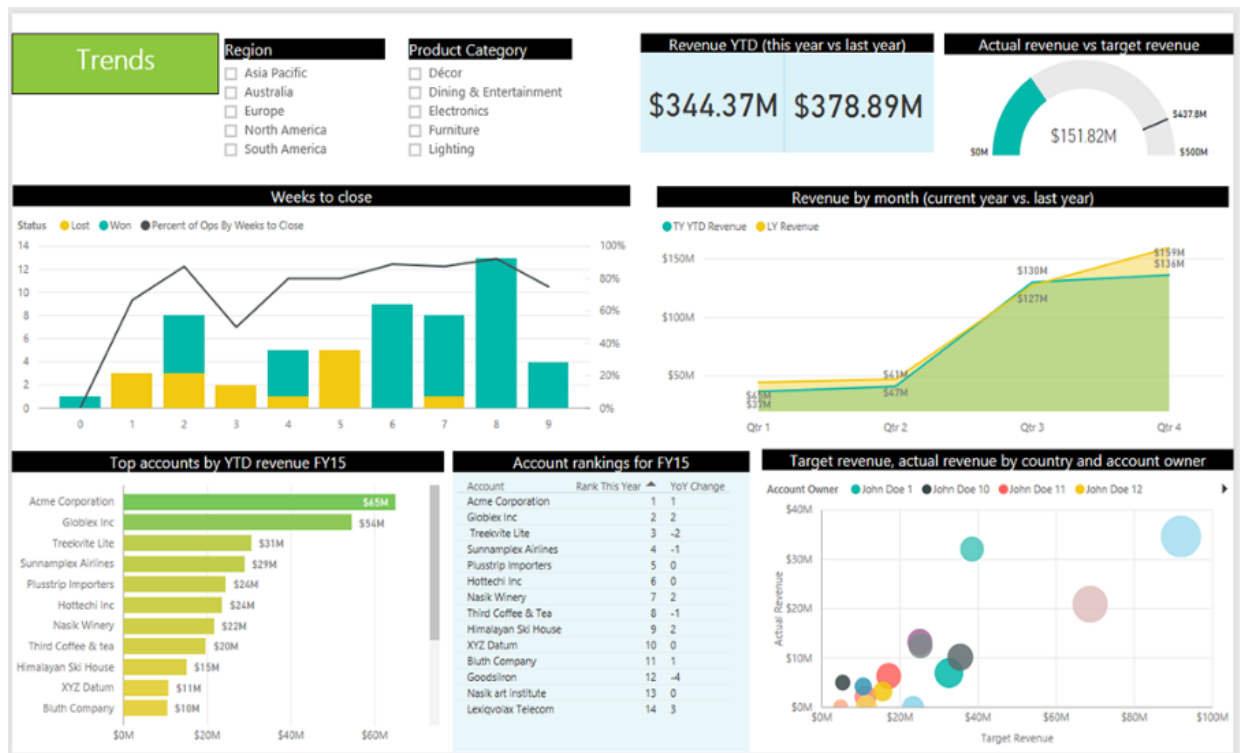 Trends
Region
Asia Pacific
Australia
Europe
North America
South America
Product Category
Décor
Dining & Entertainment
Electronics
Furniture
Lighting
Revenue YTD (this year vs last year)
$344.37M $378.89M
Actual revenue vs target revenue
$437.8M
$151.82M
$0M $500M
Weeks to close
Status Lost Won Percent of Ops By Weeks to Close
14 100%
12
80%
10
8 60%
6
40%
4
20%
2
0 0%
0 1 2 3 4 5 6 7 8 9
Revenue by month (current year vs. last year)
TY YTD Revenue LY Revenue
$150M
$100M
$50M
$159M
$136M
$130M
$127M
$41M
$47M
$45M
$37M
Qtr 1 Qtr 2 Qtr 3 Qtr 4
Top accounts by YTD revenue FY15
Acme Corporation $65M
Globlex Inc $54M
Treekvite Lite $31M
Sunnamplex Airlines $29M
Plusstrip Importers $24M
Hottechi Inc $24M
Nasik Winery $22M
Third Coffee & tea $20M
Himalayan Ski House $15M
XYZ Datum $11M
Bluth Company $10M
$0M $20M $40M $60M
Account rankings for FY15
Account Rank This Year YoY Change
Acme Corporation 1 1
Globlex Inc 2 2
Treekvite Lite 3 -2
Sunnamplex Airlines 4 -1
Plusstrip Importers 5 0
Hottechi Inc 6 0
Nasik Winery 7 2
Third Coffee & Tea 8 -1
Himalayan Ski House 9 2
XYZ Datum 10 0
Bluth Company 11 1
Goodsilron 12 -4
Nasik art institute 13 0
Lexiqvolax Telecom 14 3
Target revenue, actual revenue by country and account owner
Account Owner John Doe 1 John Doe 10 John Doe 11 John Doe 12
$40M
$30M
$20M
$10M
$0M
Actual Revenue
$0M $20M $40M $60M $80M $100M
Target Revenue